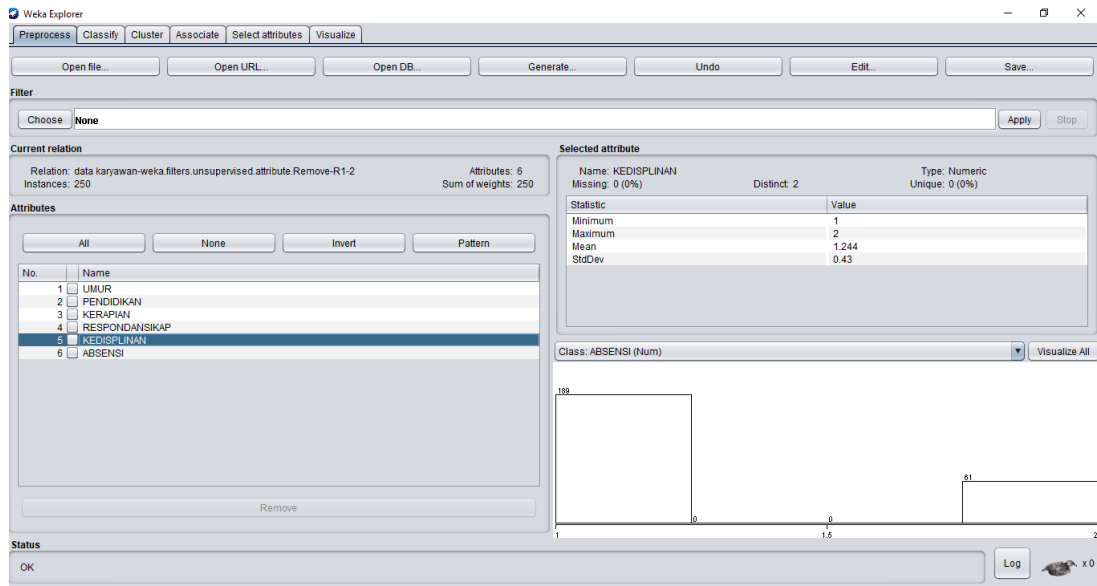 Weka Explorer
Preprocess Classify Cluster Associate Select attributes Visualize
Open file... Open URL... Open DB... Generate... Undo Edit... Save...
Filter
Choose None Apply Stop
Current relation
Relation: data karyawan-weka.filters.unsupervised.attribute.Remove-R1-2 Attributes: 6
Instances: 250 Sum of weights: 250
Attributes
All None Invert Pattern
No. Name
1 UMUR
2 PENDIDIKAN
3 KERAPIAN
4 RESPONDANSIKAP
5 KEDISPLINAN
6 ABSENSI
Remove
Selected attribute
Name: KEDISPLINAN Type: Numeric
Missing: 0 (0%) Distinct: 2 Unique: 0 (0%)
Statistic Value
Minimum 1
Maximum 2
Mean 1.244
StdDev 0.43
Class: ABSENSI (Num) Visualize All
189
61
0 0
1 1.5 2
Status
OK Log x 0